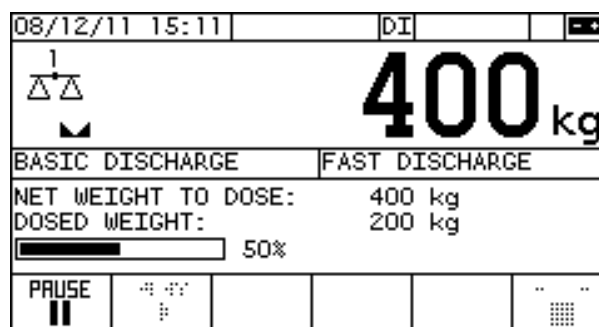 08/12/11 15:11 DI
1
400 kg
BASIC DISCHARGE FAST DISCHARGE
NET WEIGHT TO DOSE: 400 kg
DOSED WEIGHT: 200 kg
50%
PAUSE